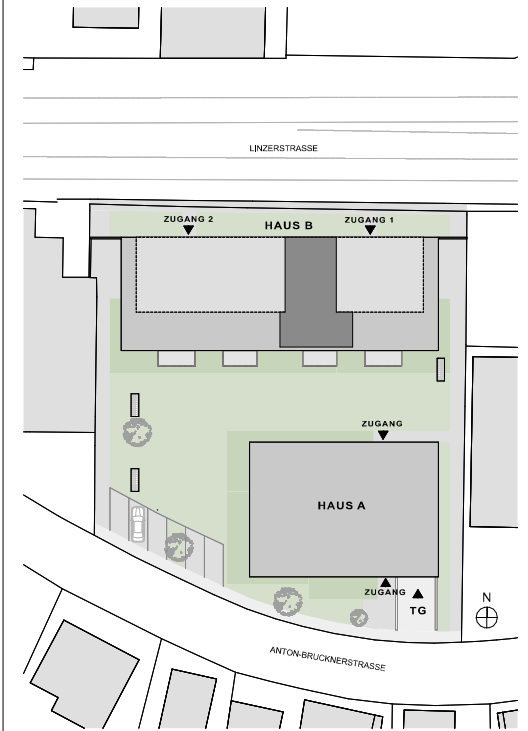 LINZERSTRASSE
ZUGANG 2
ZUGANG 1
HAUS B
ZUGANG
HAUS A
ZUGANG
TG
N
ANTON-BRUCKNERSTRASSE